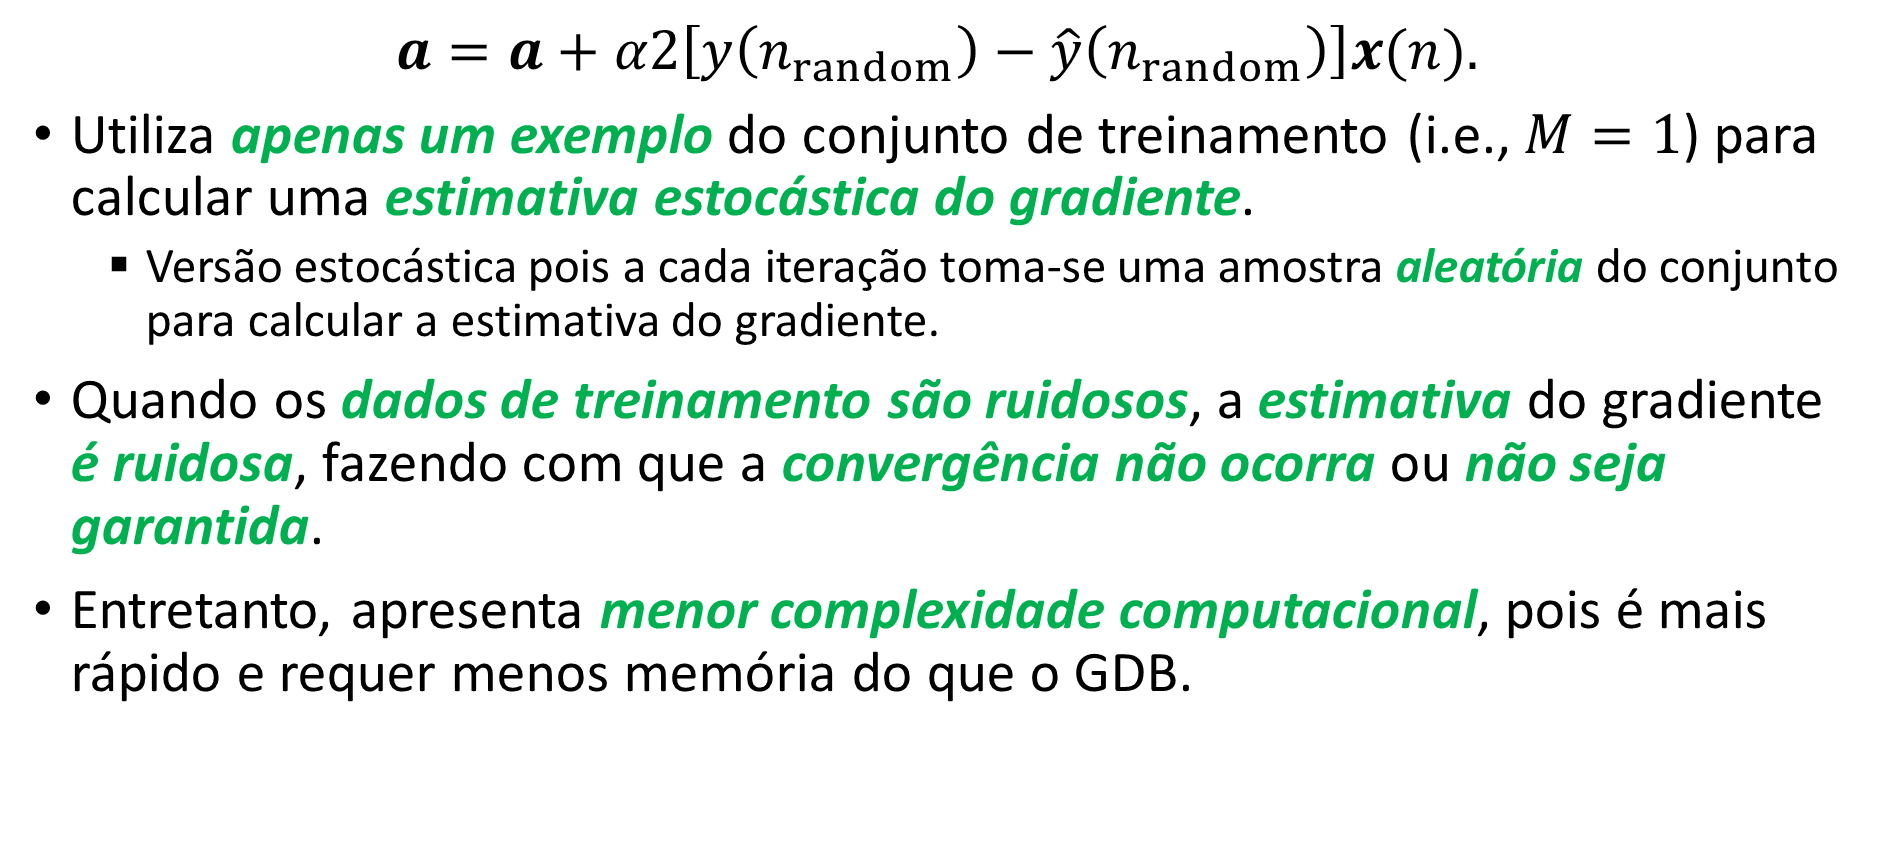 a = a + α2[y(n_random) − ŷ(n_random)]x(n).
• Utiliza apenas um exemplo do conjunto de treinamento (i.e., M = 1) para
calcular uma estimativa estocástica do gradiente.
▪ Versão estocástica pois a cada iteração toma-se uma amostra aleatória do conjunto
para calcular a estimativa do gradiente.
• Quando os dados de treinamento são ruidosos, a estimativa do gradiente
é ruidosa, fazendo com que a convergência não ocorra ou não seja
garantida.
• Entretanto, apresenta menor complexidade computacional, pois é mais
rápido e requer menos memória do que o GDB.